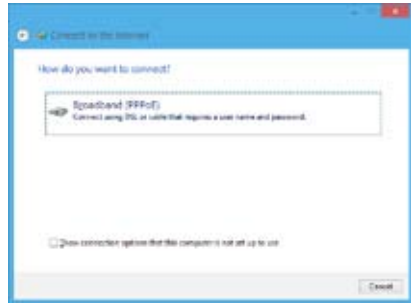 Connect to the Internet
How do you want to connect?
Broadband (PPPoE)
Connect using DSL or cable that requires a user name and password.
Show connection options that this computer is not set up to use
Cancel